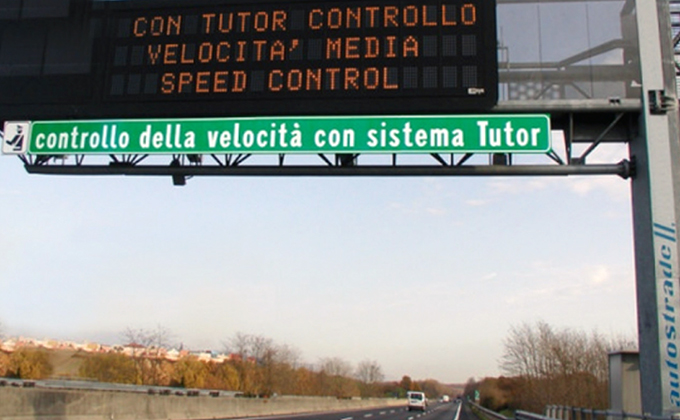 CON TUTOR CONTROLLO
VELOCITA' MEDIA
SPEED CONTROL
controllo della velocità con sistema Tutor
autostrade